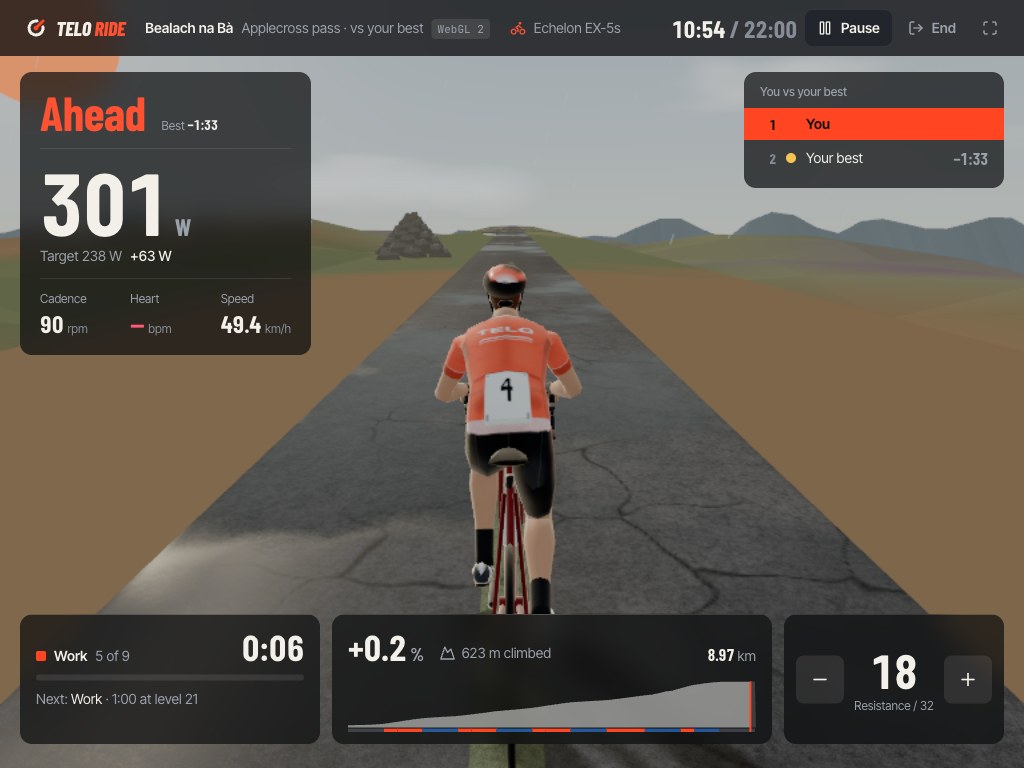 TELO RIDE Bealach na Bà Applecross pass · vs your best WebGL 2 Echelon EX-5s 10:54 / 22:00 Pause End
Ahead Best −1:33
301 W
Target 238 W +63 W
Cadence Heart Speed
90 rpm – bpm 49.4 km/h
You vs your best
1 You
2 Your best −1:33
TELO
4
Work 5 of 9 0:06
Next: Work · 1:00 at level 21
+0.2 % 623 m climbed 8.97 km
− 18 +
Resistance / 32